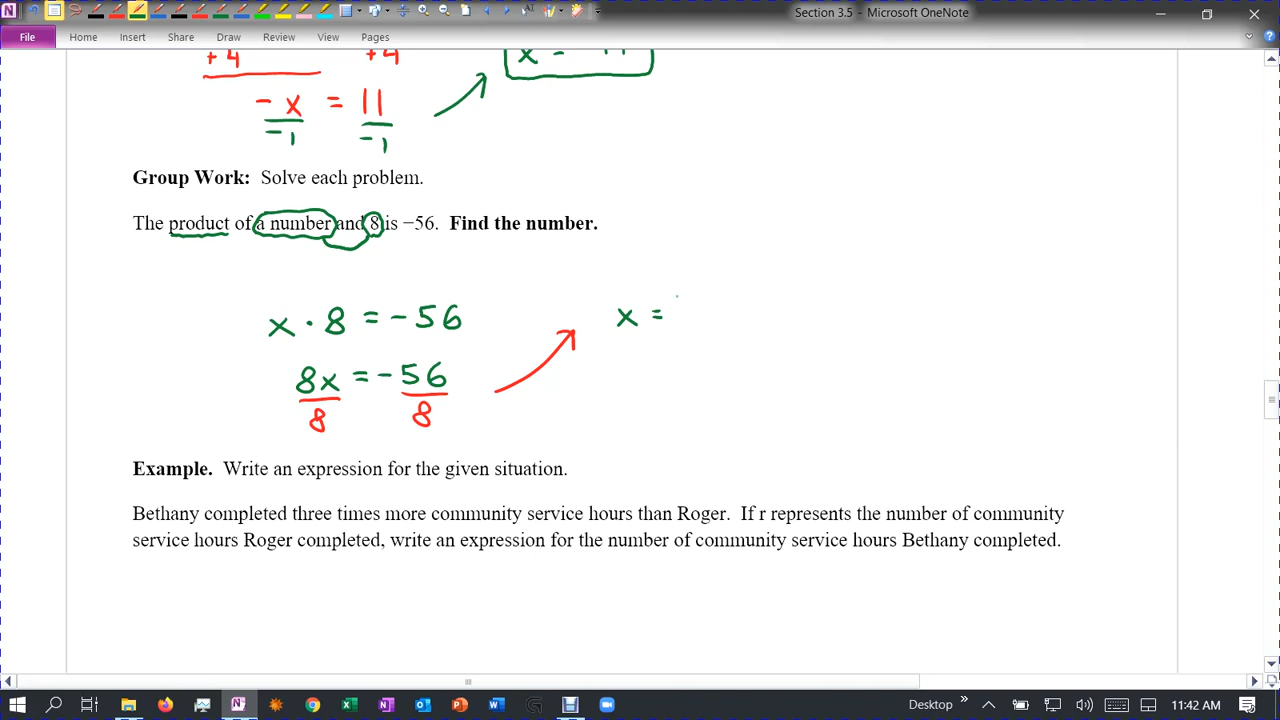 Section 3.5 - Microsoft OneNote
File Home Insert Share Draw Review View Pages
+4 +4
x =
-x = 11
-1 -1
Group Work: Solve each problem.
The product of a number and 8 is −56. Find the number.
x · 8 = -56
x =
8x = -56
8 8
Example. Write an expression for the given situation.
Bethany completed three times more community service hours than Roger. If r represents the number of community
service hours Roger completed, write an expression for the number of community service hours Bethany completed.
Desktop » 11:42 AM